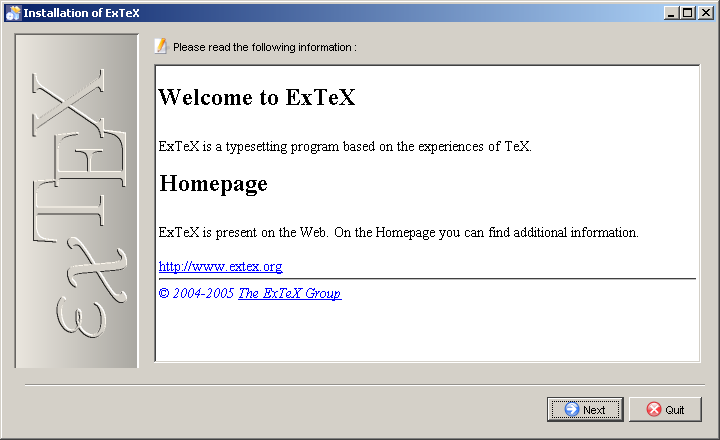 Installation of ExTeX
Please read the following information :
εχTEX
Welcome to ExTeX
ExTeX is a typesetting program based on the experiences of TeX.
Homepage
ExTeX is present on the Web. On the Homepage you can find additional information.
http://www.extex.org
© 2004-2005 The ExTeX Group
Next
Quit